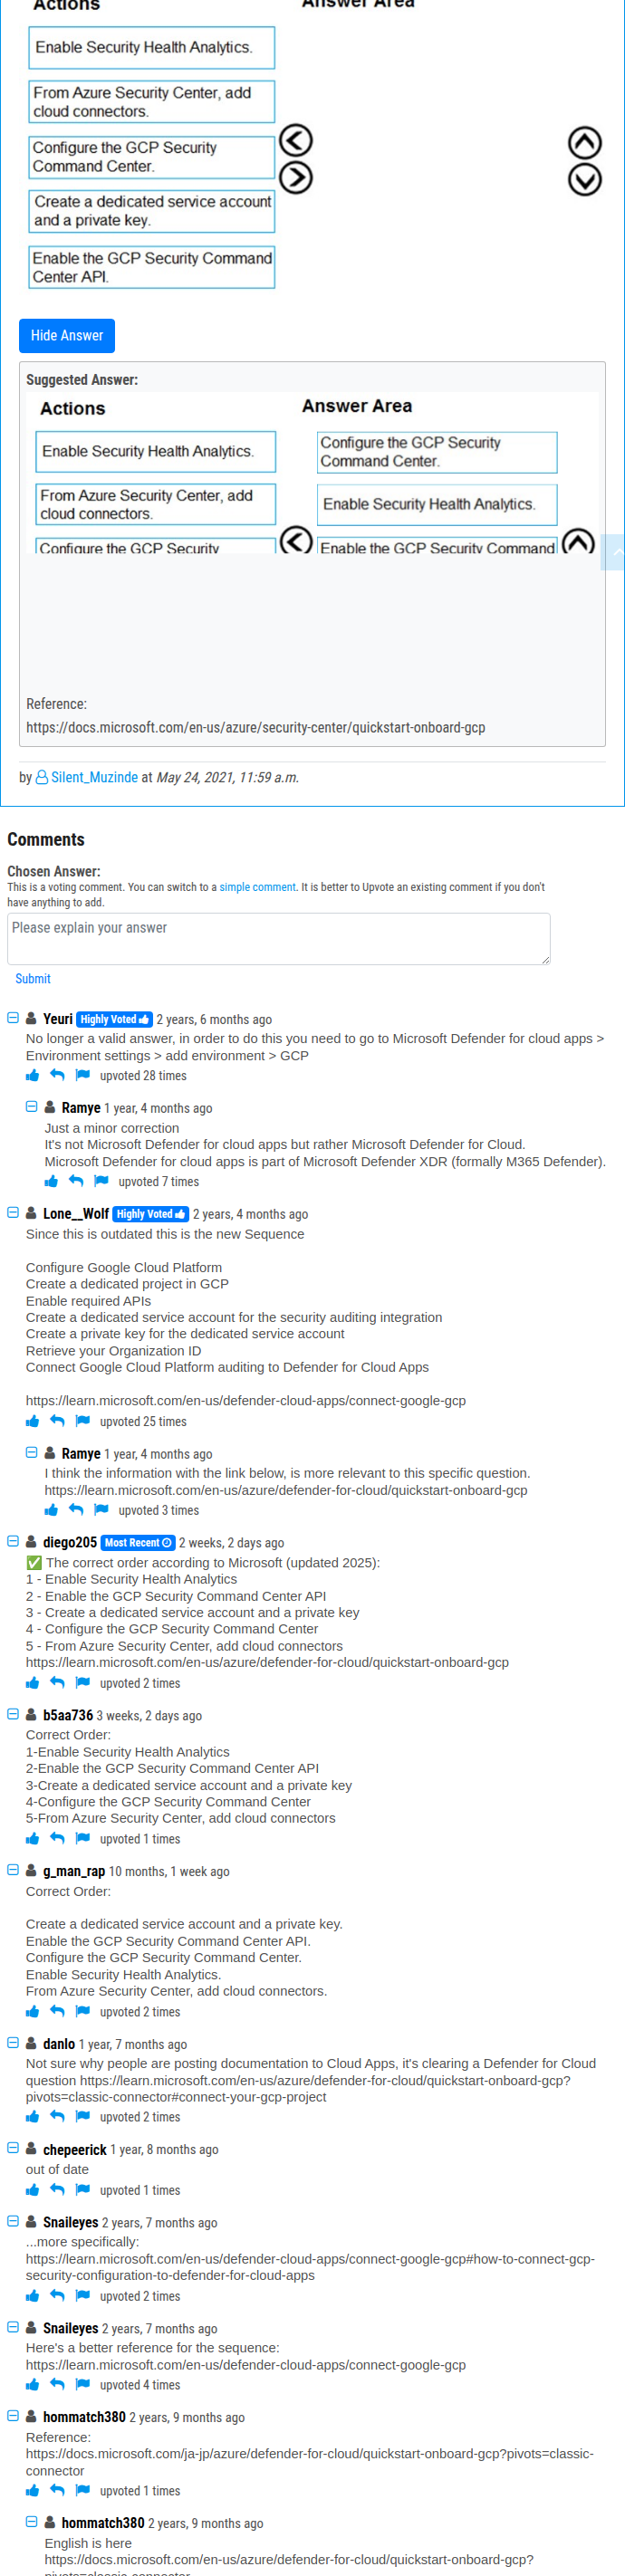 Actions
Answer Area
Enable Security Health Analytics.
From Azure Security Center, add
cloud connectors.
Configure the GCP Security
Command Center.
Create a dedicated service account
and a private key.
Enable the GCP Security Command
Center API.
Hide Answer
Suggested Answer:
Actions
Answer Area
Enable Security Health Analytics.
Configure the GCP Security
Command Center.
From Azure Security Center, add
cloud connectors.
Enable Security Health Analytics.
Configure the GCP Security
Enable the GCP Security Command
Reference:
https://docs.microsoft.com/en-us/azure/security-center/quickstart-onboard-gcp
by Silent_Muzinde at May 24, 2021, 11:59 a.m.
Comments
Chosen Answer:
This is a voting comment. You can switch to a simple comment. It is better to Upvote an existing comment if you don't
have anything to add.
Please explain your answer
Submit
Yeuri Highly Voted 2 years, 6 months ago
No longer a valid answer, in order to do this you need to go to Microsoft Defender for cloud apps >
Environment settings > add environment > GCP
upvoted 28 times
Ramye 1 year, 4 months ago
Just a minor correction
It's not Microsoft Defender for cloud apps but rather Microsoft Defender for Cloud.
Microsoft Defender for cloud apps is part of Microsoft Defender XDR (formally M365 Defender).
upvoted 7 times
Lone__Wolf Highly Voted 2 years, 4 months ago
Since this is outdated this is the new Sequence
Configure Google Cloud Platform
Create a dedicated project in GCP
Enable required APIs
Create a dedicated service account for the security auditing integration
Create a private key for the dedicated service account
Retrieve your Organization ID
Connect Google Cloud Platform auditing to Defender for Cloud Apps
https://learn.microsoft.com/en-us/defender-cloud-apps/connect-google-gcp
upvoted 25 times
Ramye 1 year, 4 months ago
I think the information with the link below, is more relevant to this specific question.
https://learn.microsoft.com/en-us/azure/defender-for-cloud/quickstart-onboard-gcp
upvoted 3 times
diego205 Most Recent 2 weeks, 2 days ago
✅ The correct order according to Microsoft (updated 2025):
1 - Enable Security Health Analytics
2 - Enable the GCP Security Command Center API
3 - Create a dedicated service account and a private key
4 - Configure the GCP Security Command Center
5 - From Azure Security Center, add cloud connectors
https://learn.microsoft.com/en-us/azure/defender-for-cloud/quickstart-onboard-gcp
upvoted 2 times
b5aa736 3 weeks, 2 days ago
Correct Order:
1-Enable Security Health Analytics
2-Enable the GCP Security Command Center API
3-Create a dedicated service account and a private key
4-Configure the GCP Security Command Center
5-From Azure Security Center, add cloud connectors
upvoted 1 times
g_man_rap 10 months, 1 week ago
Correct Order:
Create a dedicated service account and a private key.
Enable the GCP Security Command Center API.
Configure the GCP Security Command Center.
Enable Security Health Analytics.
From Azure Security Center, add cloud connectors.
upvoted 2 times
danlo 1 year, 7 months ago
Not sure why people are posting documentation to Cloud Apps, it's clearing a Defender for Cloud
question https://learn.microsoft.com/en-us/azure/defender-for-cloud/quickstart-onboard-gcp?
pivots=classic-connector#connect-your-gcp-project
upvoted 2 times
chepeerick 1 year, 8 months ago
out of date
upvoted 1 times
Snaileyes 2 years, 7 months ago
...more specifically:
https://learn.microsoft.com/en-us/defender-cloud-apps/connect-google-gcp#how-to-connect-gcp-
security-configuration-to-defender-for-cloud-apps
upvoted 2 times
Snaileyes 2 years, 7 months ago
Here's a better reference for the sequence:
https://learn.microsoft.com/en-us/defender-cloud-apps/connect-google-gcp
upvoted 4 times
hommatch380 2 years, 9 months ago
Reference:
https://docs.microsoft.com/ja-jp/azure/defender-for-cloud/quickstart-onboard-gcp?pivots=classic-
connector
upvoted 1 times
hommatch380 2 years, 9 months ago
English is here
https://docs.microsoft.com/en-us/azure/defender-for-cloud/quickstart-onboard-gcp?
pivots=classic-connector